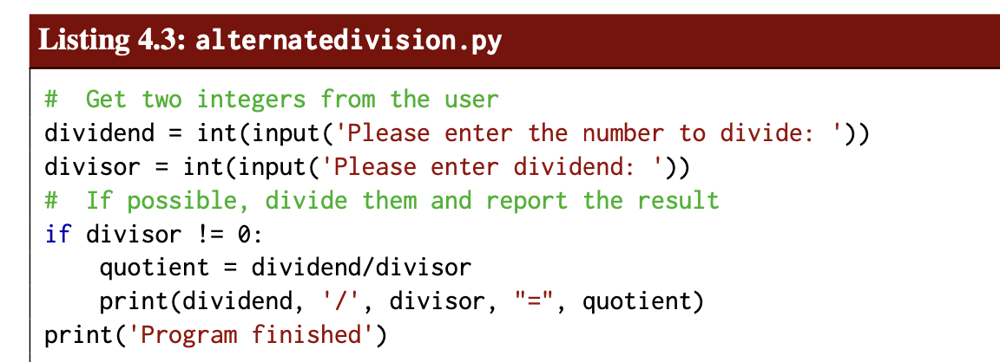 Listing 4.3: alternatedivision.py
#  Get two integers from the user
dividend = int(input('Please enter the number to divide: '))
divisor = int(input('Please enter dividend: '))
#  If possible, divide them and report the result
if divisor != 0:
    quotient = dividend/divisor
    print(dividend, '/', divisor, "=", quotient)
print('Program finished')